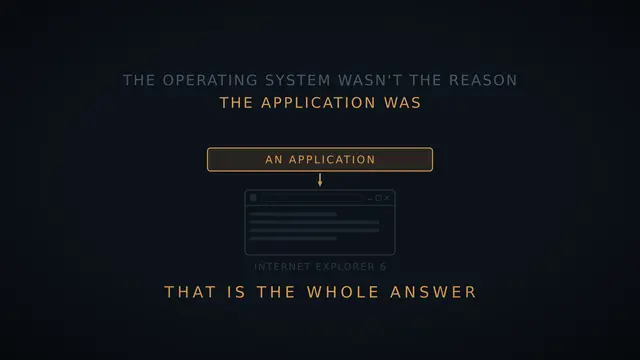 THE OPERATING SYSTEM WASN'T THE REASON
THE APPLICATION WAS
AN APPLICATION
INTERNET EXPLORER 6
THAT IS THE WHOLE ANSWER